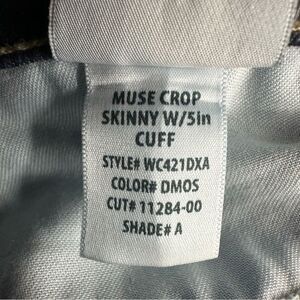 MUSE CROP
SKINNY W/5in
CUFF
STYLE# WC421DXA
COLOR# DMOS
CUT# 11284-00
SHADE# A